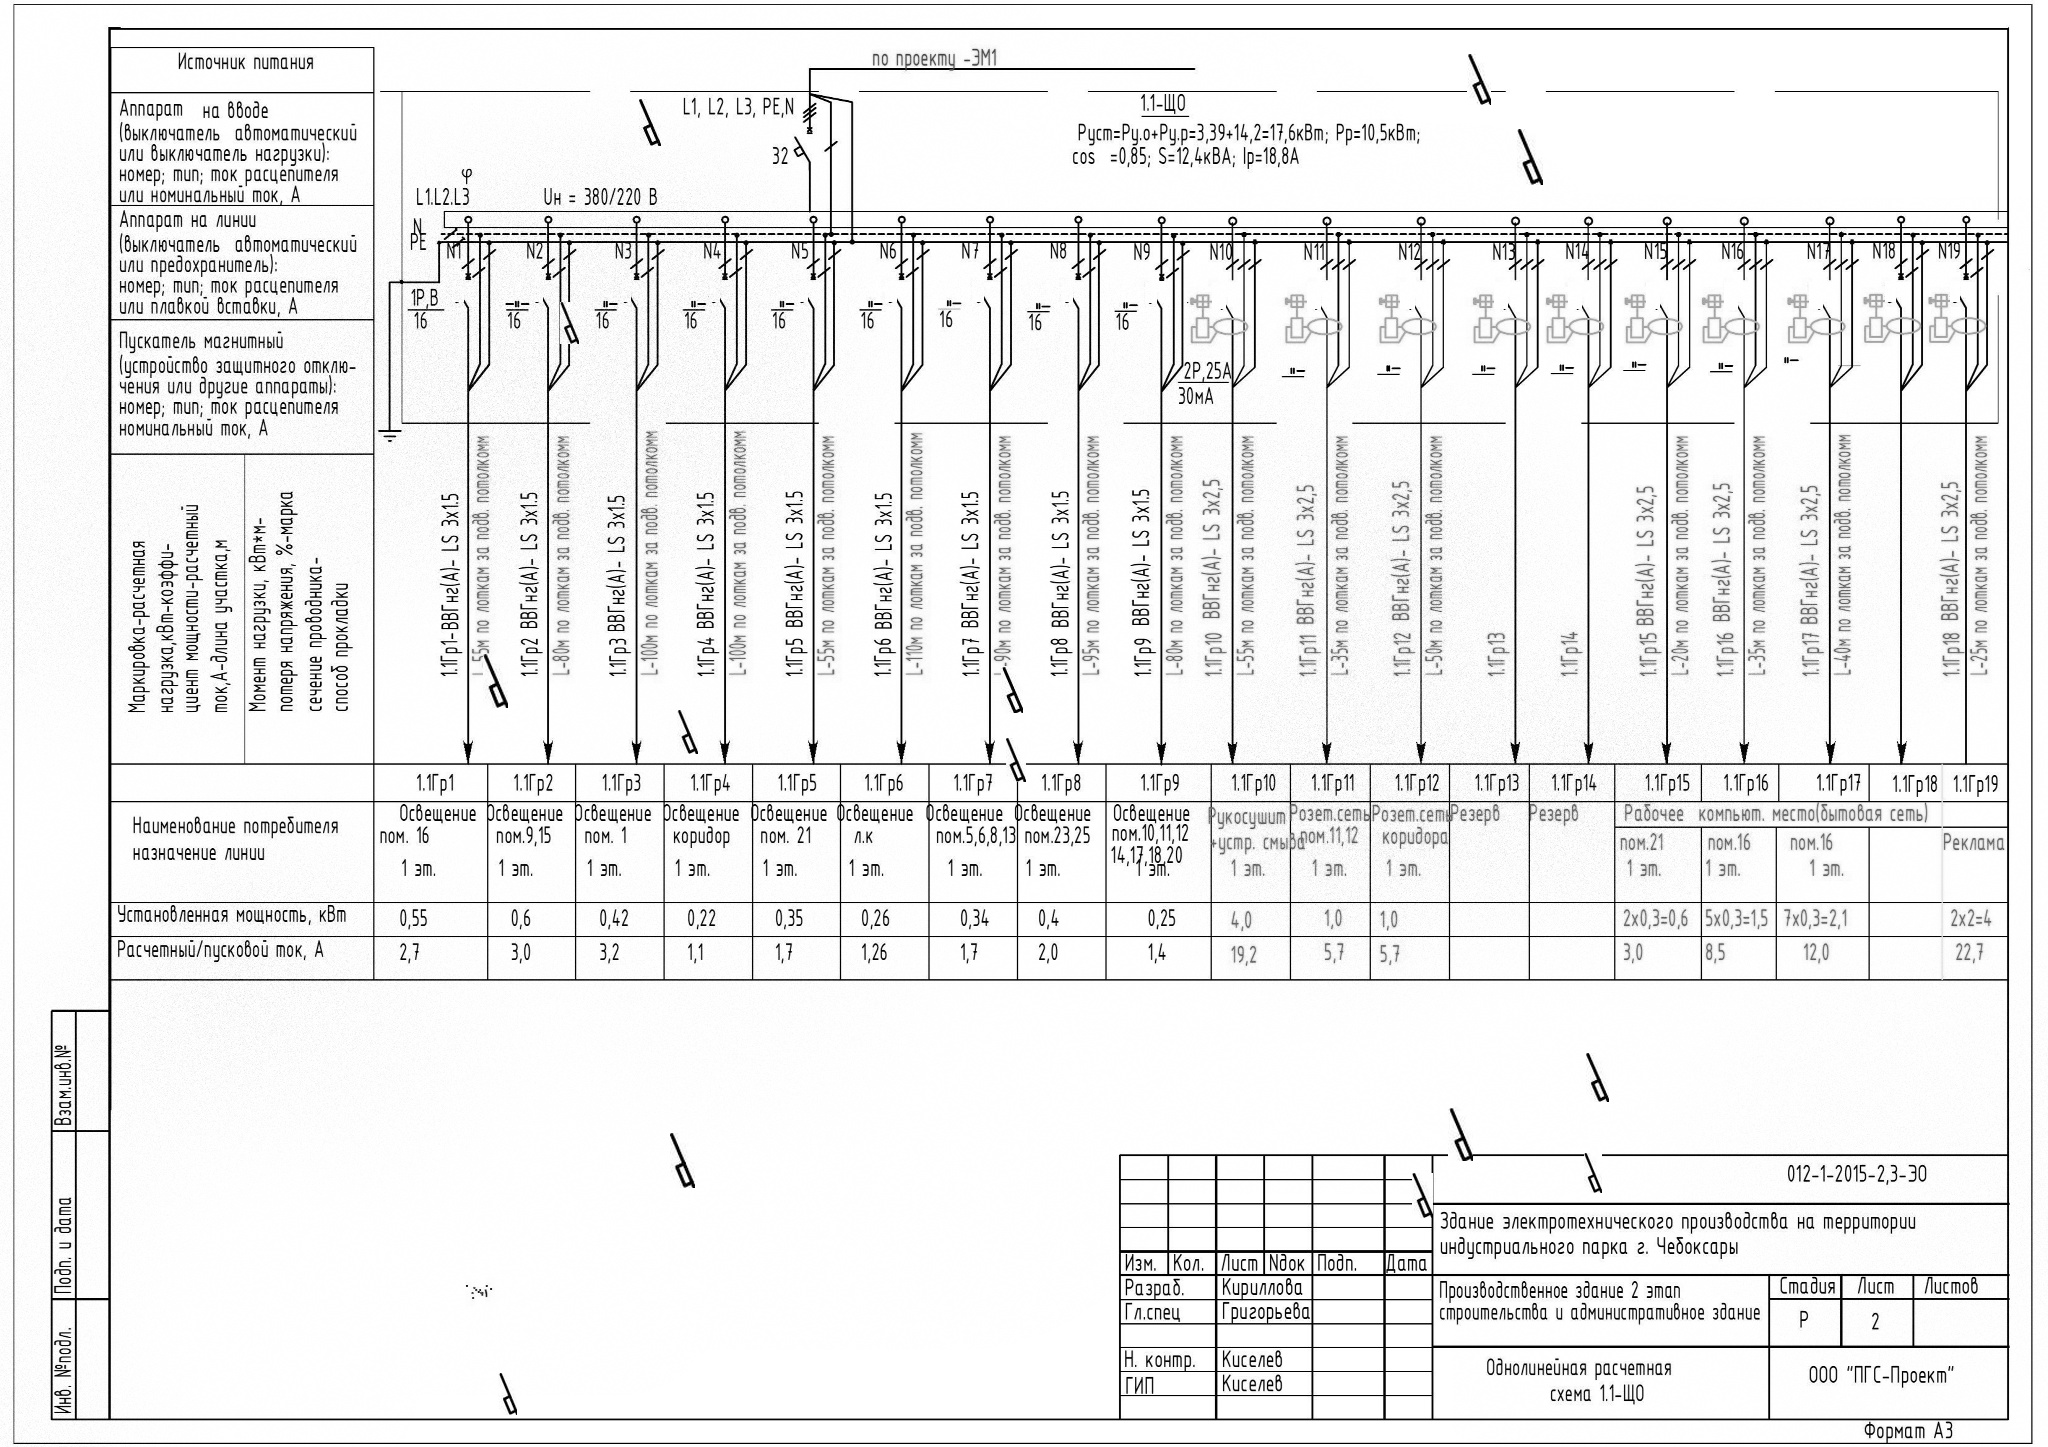 по проекту -ЭМ1
Источник питания
Аппарат на вводе
(выключатель автоматический
или выключатель нагрузки):
номер; тип; ток расцепителя
или номинальный ток, А
Аппарат на линии
(выключатель автоматический
или предохранитель):
номер; тип; ток расцепителя
или плавкой вставки, А
Пускатель магнитный
(устройство защитного отклю-
чения или другие аппараты):
номер; тип; ток расцепителя
номинальный ток, А
Маркировка-расчетная
нагрузка,кВт-коэффи-
циент мощности-расчетный
ток,А-длина участка,м
Момент нагрузки, кВт*м-
потеря напряжения, %-марка
сечение проводника-
способ прокладки
L1, L2, L3, PE,N
32
1.1-ЩО
Руст=Ру.о+Ру.р=3,39+14,2=17,6кВт; Рр=10,5кВт;
cos =0,85; S=12,4кВА; Iр=18,8А
φ
L1.L2.L3
Uн = 380/220 В
N
PE
N1 N2 N3 N4 N5 N6 N7 N8 N9 N10 N11 N12 N13 N14 N15 N16 N17 N18 N19
1Р,В
16
-"-
16
-"-
16
-"-
16
-"-
16
"-
16
"-
16
"-
16
"-
16
2Р,25А
30мА
"-
"-
"-
"-
"-
"-
"-
1.1Гр1-ВВГнг(А)- LS 3х1.5
L-55м по лоткам за подв. потолкомм
1.1Гр2 ВВГнг(А)- LS 3х1.5
L-80м по лоткам за подв. потолкомм
1.1Гр3 ВВГнг(А)- LS 3х1.5
L-100м по лоткам за подв. потолкомм
1.1Гр4 ВВГнг(А)- LS 3х1.5
L-100м по лоткам за подв. потолкомм
1.1Гр5 ВВГнг(А)- LS 3х1.5
L-55м по лоткам за подв. потолкомм
1.1Гр6 ВВГнг(А)- LS 3х1.5
L-110м по лоткам за подв. потолкомм
1.1Гр7 ВВГнг(А)- LS 3х1.5
L-90м по лоткам за подв. потолкомм
1.1Гр8 ВВГнг(А)- LS 3х1.5
L-95м по лоткам за подв. потолкомм
1.1Гр9 ВВГнг(А)- LS 3х1.5
L-80м по лоткам за подв. потолкомм
1.1Гр10 ВВГнг(А)- LS 3х2,5
L-55м по лоткам за подв. потолкомм
1.1Гр11 ВВГнг(А)- LS 3х2,5
L-35м по лоткам за подв. потолкомм
1.1Гр12 ВВГнг(А)- LS 3х2,5
L-50м по лоткам за подв. потолкомм
1.1Гр13
1.1Гр14
1.1Гр15 ВВГнг(А)- LS 3х2,5
L-20м по лоткам за подв. потолкомм
1.1Гр16 ВВГнг(А)- LS 3х2,5
L-35м по лоткам за подв. потолкомм
1.1Гр17 ВВГнг(А)- LS 3х2,5
L-40м по лоткам за подв. потолкомм
1.1Гр18 ВВГнг(А)- LS 3х2,5
L-25м по лоткам за подв. потолкомм
1.1Гр1 1.1Гр2 1.1Гр3 1.1Гр4 1.1Гр5 1.1Гр6 1.1Гр7 1.1Гр8 1.1Гр9 1.1Гр10 1.1Гр11 1.1Гр12 1.1Гр13 1.1Гр14 1.1Гр15 1.1Гр16 1.1Гр17 1.1Гр18 1.1Гр19
Наименование потребителя
назначение линии
Освещение
пом. 16
1 эт.
Освещение
пом.9,15
1 эт.
Освещение
пом. 1
1 эт.
Освещение
коридор
1 эт.
Освещение
пом. 21
1 эт.
Освещение
л.к
1 эт.
Освещение
пом.5,6,8,13
1 эт.
Освещение
пом.23,25
1 эт.
Освещение
пом.10,11,12
14,17,18,20
1 эт.
Рукосушит
+устр. смыва
1 эт.
Розет.сеть
пом.11,12
1 эт.
Розет.сеть
коридора
1 эт.
Резерв
Резерв
Рабочее компьют. место(бытовая сеть)
пом.21
1 эт.
пом.16
1 эт.
пом.16
1 эт.
Реклама
Установленная мощность, кВт 0,55 0,6 0,42 0,22 0,35 0,26 0,34 0,4 0,25 4,0 1,0 1,0 2х0,3=0,6 5х0,3=1,5 7х0,3=2,1 2х2=4
Расчетный/пусковой ток, А 2,7 3,0 3,2 1,1 1,7 1,26 1,7 2,0 1,4 19,2 5,7 5,7 3,0 8,5 12,0 22,7
Взам.инв.№
Подп. и дата
Инв. №подл.
012-1-2015-2,3-ЭО
Здание электротехнического производства на территории
индустриального парка г. Чебоксары
Изм. Кол. Лист Nдок Подп. Дата
Разраб. Кириллова
Гл.спец Григорьева
Н. контр. Киселев
ГИП Киселев
Производственное здание 2 этап
строительства и административное здание
Стадия Лист Листов
Р 2
Однолинейная расчетная
схема 1.1-ЩО
ООО "ПГС-Проект"
Формат А3